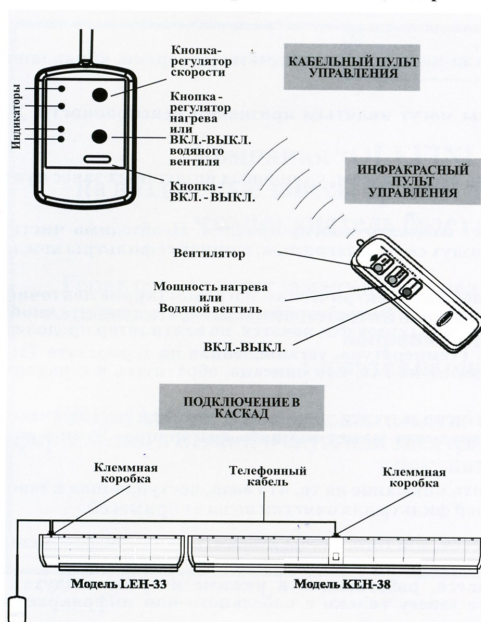 КАБЕЛЬНЫЙ ПУЛЬТ
УПРАВЛЕНИЯ
Индикаторы
Кнопка-
регулятор
скорости
Кнопка -
регулятор
нагрева
или
ВКЛ.-ВЫКЛ.
водяного
вентиля
Кнопка -
ВКЛ. - ВЫКЛ.
ИНФРАКРАСНЫЙ
ПУЛЬТ
УПРАВЛЕНИЯ
Вентилятор
Мощность нагрева
или
Водяной вентиль
ВКЛ.-ВЫКЛ.
ПОДКЛЮЧЕНИЕ В
КАСКАД
Клеммная
коробка
Телефонный
кабель
Клеммная
коробка
Модель LEH-33
Модель KEH-38